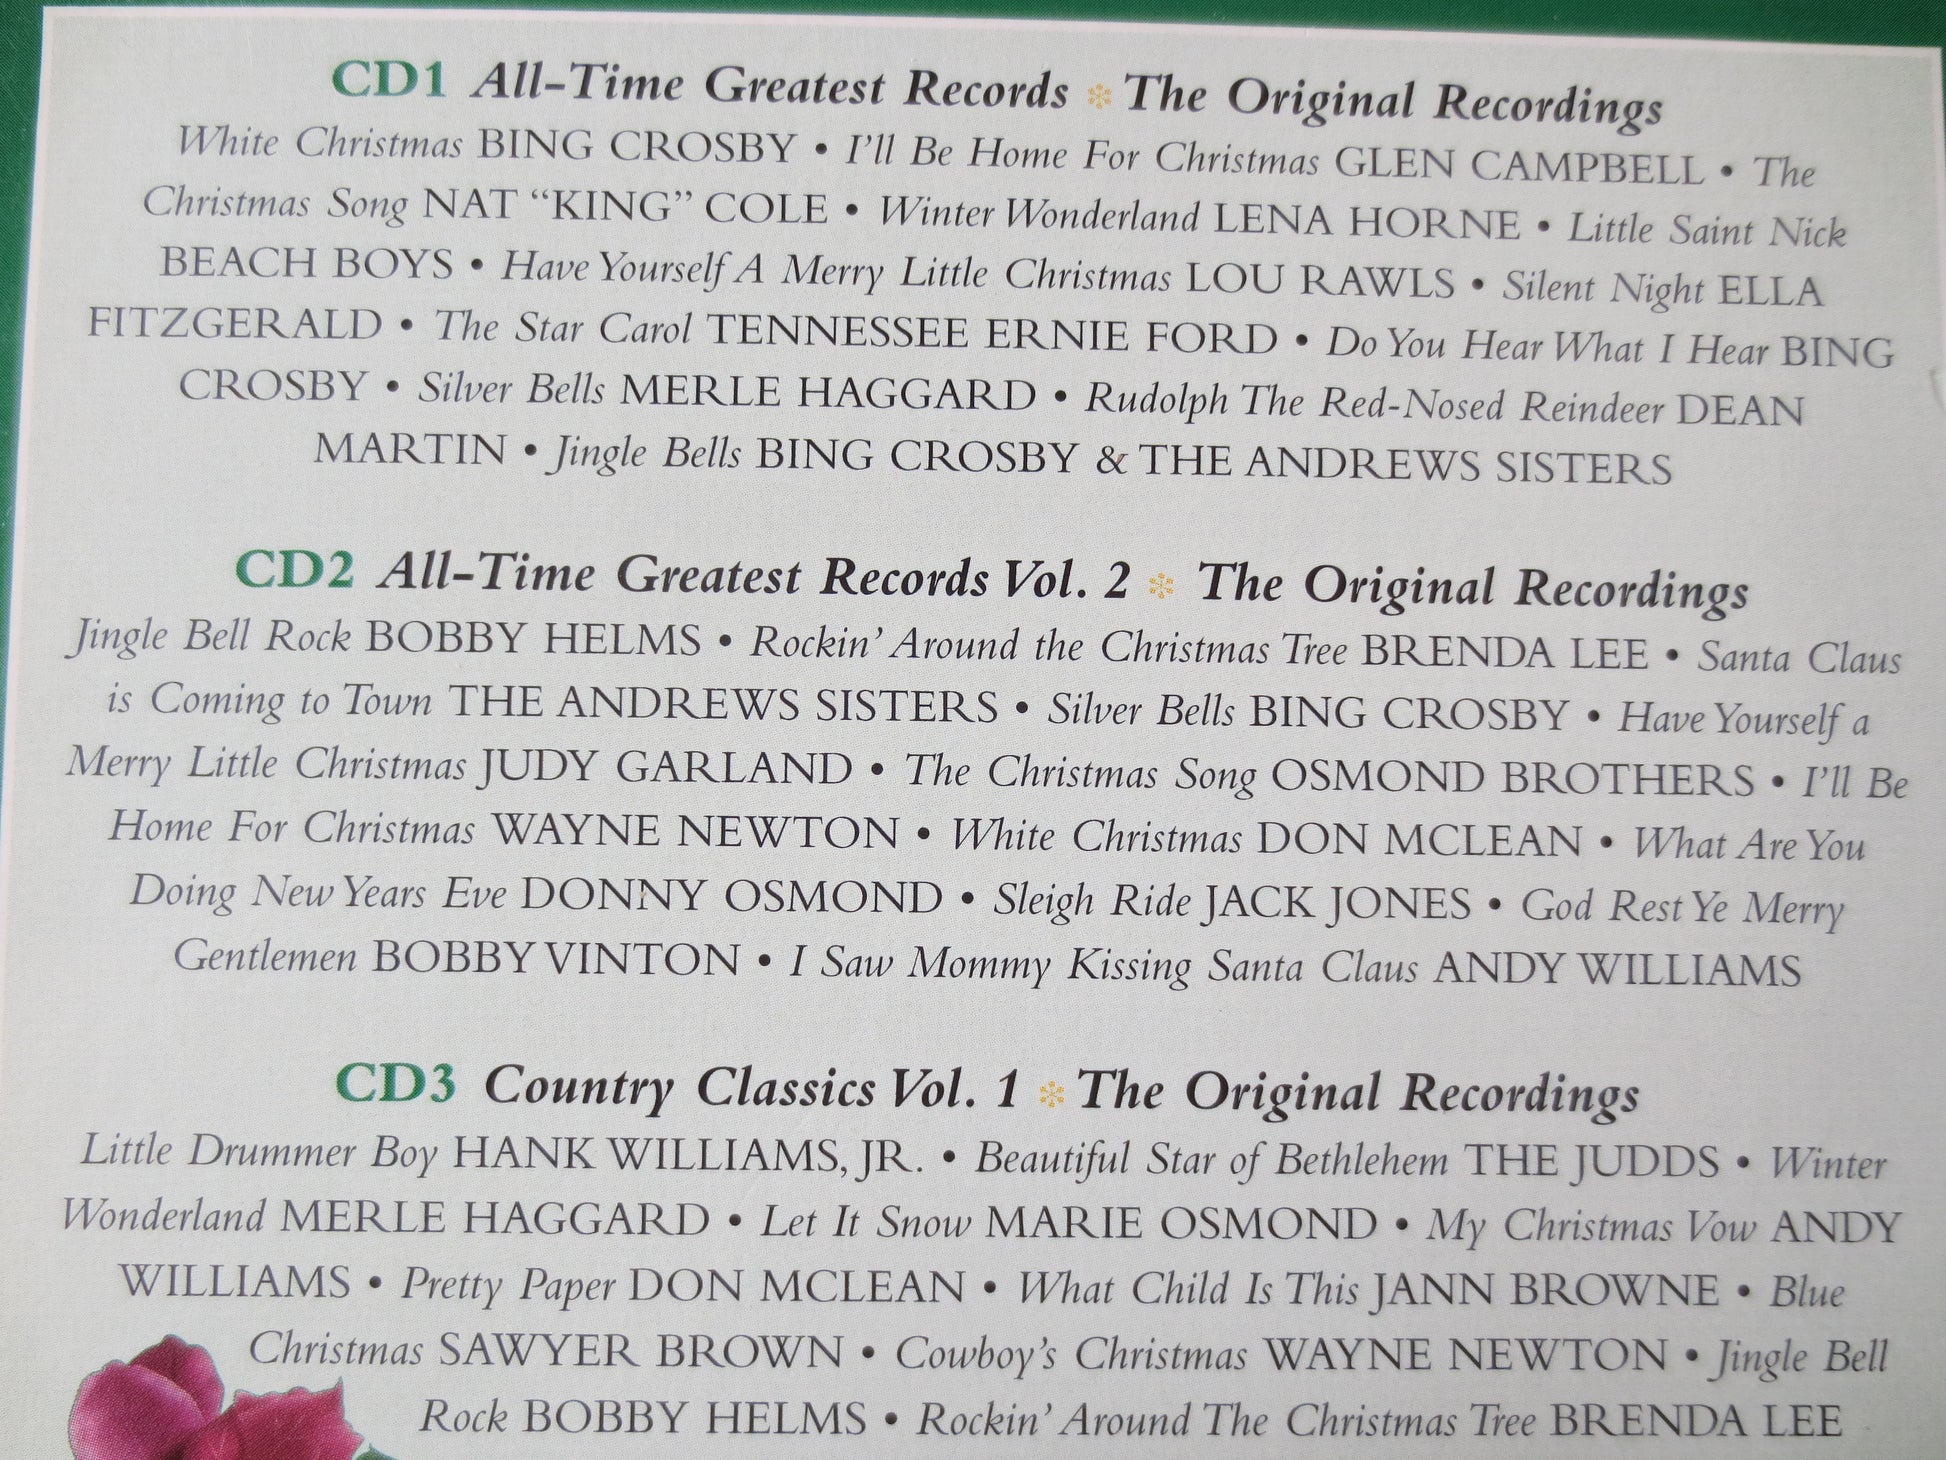 CD1 All-Time Greatest Records ❄ The Original Recordings
White Christmas BING CROSBY • I'll Be Home For Christmas GLEN CAMPBELL • The
Christmas Song NAT “KING” COLE • Winter Wonderland LENA HORNE • Little Saint Nick
BEACH BOYS • Have Yourself A Merry Little Christmas LOU RAWLS • Silent Night ELLA
FITZGERALD • The Star Carol TENNESSEE ERNIE FORD • Do You Hear What I Hear BING
CROSBY • Silver Bells MERLE HAGGARD • Rudolph The Red-Nosed Reindeer DEAN
MARTIN • Jingle Bells BING CROSBY & THE ANDREWS SISTERS
CD2 All-Time Greatest Records Vol. 2 ❄ The Original Recordings
Jingle Bell Rock BOBBY HELMS • Rockin' Around the Christmas Tree BRENDA LEE • Santa Claus
is Coming to Town THE ANDREWS SISTERS • Silver Bells BING CROSBY • Have Yourself a
Merry Little Christmas JUDY GARLAND • The Christmas Song OSMOND BROTHERS • I'll Be
Home For Christmas WAYNE NEWTON • White Christmas DON MCLEAN • What Are You
Doing New Years Eve DONNY OSMOND • Sleigh Ride JACK JONES • God Rest Ye Merry
Gentlemen BOBBY VINTON • I Saw Mommy Kissing Santa Claus ANDY WILLIAMS
CD3 Country Classics Vol. 1 ❄ The Original Recordings
Little Drummer Boy HANK WILLIAMS, JR. • Beautiful Star of Bethlehem THE JUDDS • Winter
Wonderland MERLE HAGGARD • Let It Snow MARIE OSMOND • My Christmas Vow ANDY
WILLIAMS • Pretty Paper DON MCLEAN • What Child Is This JANN BROWNE • Blue
Christmas SAWYER BROWN • Cowboy's Christmas WAYNE NEWTON • Jingle Bell
Rock BOBBY HELMS • Rockin' Around The Christmas Tree BRENDA LEE